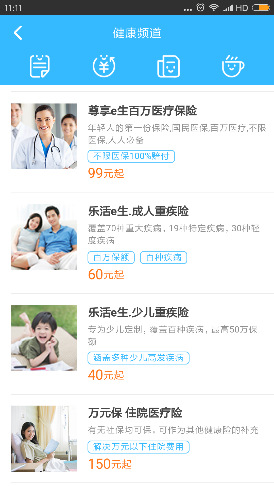 11:11
... HD
健康频道
尊享e生百万医疗保险
年轻人的第一份保险,国民医保,百万医疗,不限
医保,人人必备
不限医保100%赔付
99元起
乐活e生.成人重疾险
覆盖70种重大疾病，19种特定疾病，30种轻
度疾病
百万保额 百种疾病
60元起
乐活e生.少儿重疾险
专为少儿定制，覆盖百种疾病，最高50万保
额
涵盖多种少儿高发疾病
40元起
万元保 住院医疗险
有无社保均可保，可作为其他健康险的补充
解决万元以下住院费用
150元起